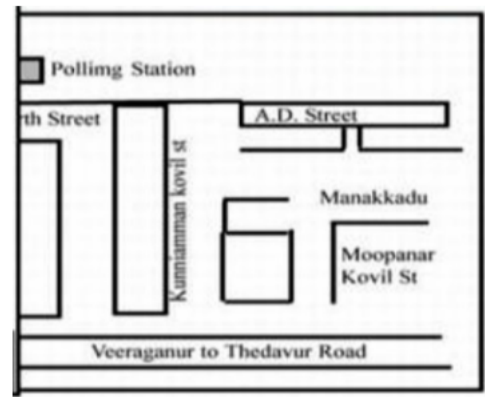 Pollimg Station
rth Street
A.D. Street
Kunniamman kovil st
Manakkadu
Moopanar
Kovil St
Veeraganur to Thedavur Road